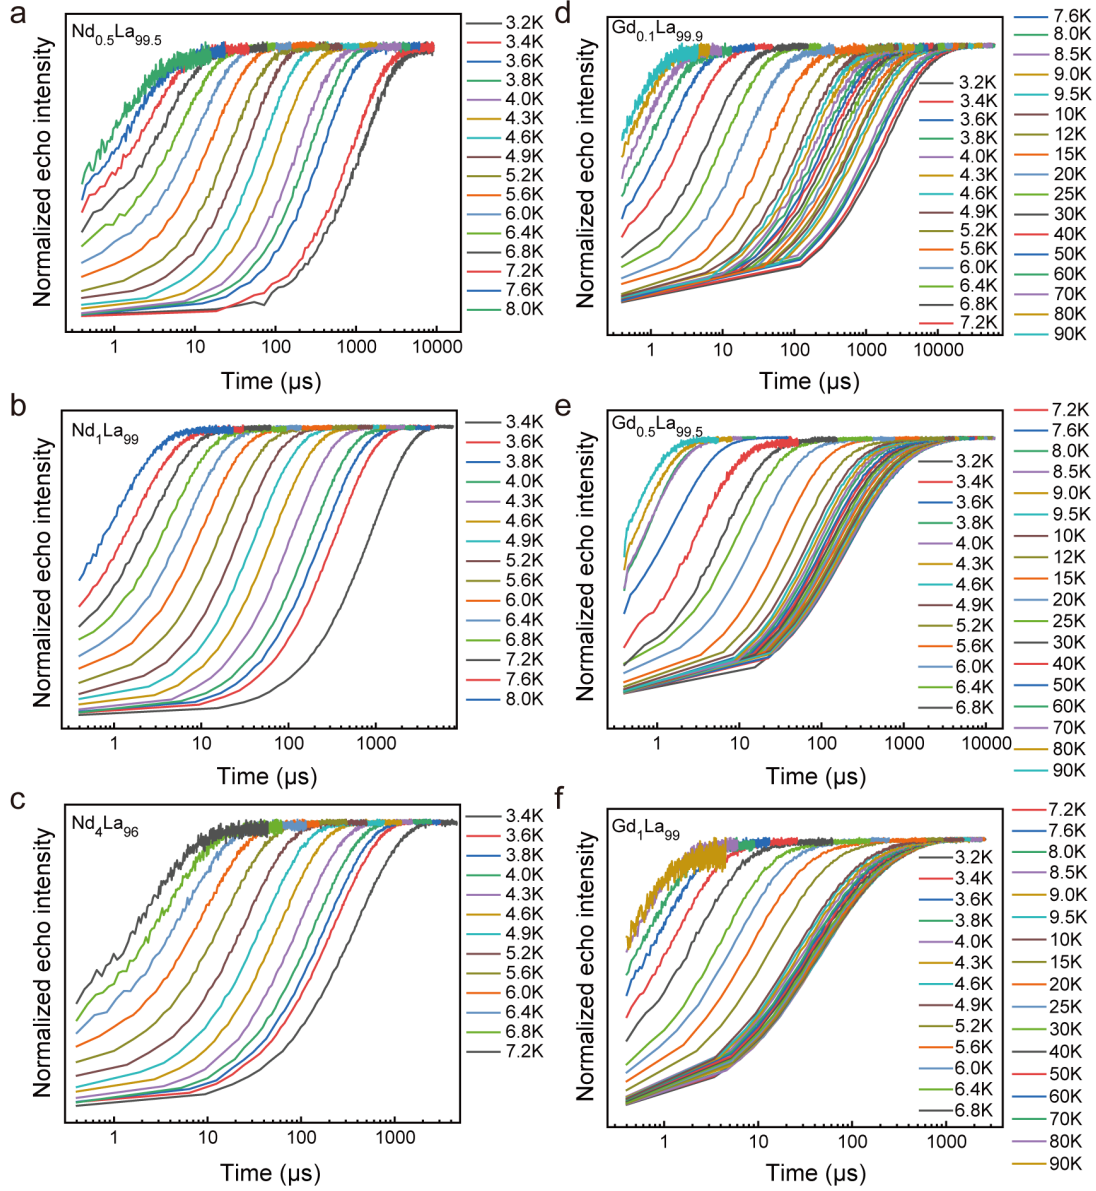 a
Nd0.5La99.5
Normalized echo intensity
3.2K
3.4K
3.6K
3.8K
4.0K
4.3K
4.6K
4.9K
5.2K
5.6K
6.0K
6.4K
6.8K
7.2K
7.6K
8.0K
1 10 100 1000 10000
Time (µs)
b
Nd1La99
Normalized echo intensity
3.4K
3.6K
3.8K
4.0K
4.3K
4.6K
4.9K
5.2K
5.6K
6.0K
6.4K
6.8K
7.2K
7.6K
8.0K
1 10 100 1000
Time (µs)
c
Nd4La96
Normalized echo intensity
3.4K
3.6K
3.8K
4.0K
4.3K
4.6K
4.9K
5.2K
5.6K
6.0K
6.4K
6.8K
7.2K
1 10 100 1000
Time (µs)
d
Gd0.1La99.9
Normalized echo intensity
3.2K
3.4K
3.6K
3.8K
4.0K
4.3K
4.6K
4.9K
5.2K
5.6K
6.0K
6.4K
6.8K
7.2K
7.6K
8.0K
8.5K
9.0K
9.5K
10K
12K
15K
20K
25K
30K
40K
50K
60K
70K
80K
90K
1 10 100 1000 10000
Time (µs)
e
Gd0.5La99.5
Normalized echo intensity
3.2K
3.4K
3.6K
3.8K
4.0K
4.3K
4.6K
4.9K
5.2K
5.6K
6.0K
6.4K
6.8K
7.2K
7.6K
8.0K
8.5K
9.0K
9.5K
10K
12K
15K
20K
25K
30K
40K
50K
60K
70K
80K
90K
1 10 100 1000 10000
Time (µs)
f
Gd1La99
Normalized echo intensity
3.2K
3.4K
3.6K
3.8K
4.0K
4.3K
4.6K
4.9K
5.2K
5.6K
6.0K
6.4K
6.8K
7.2K
7.6K
8.0K
8.5K
9.0K
9.5K
10K
15K
20K
25K
30K
40K
50K
60K
70K
80K
90K
1 10 100 1000
Time (µs)